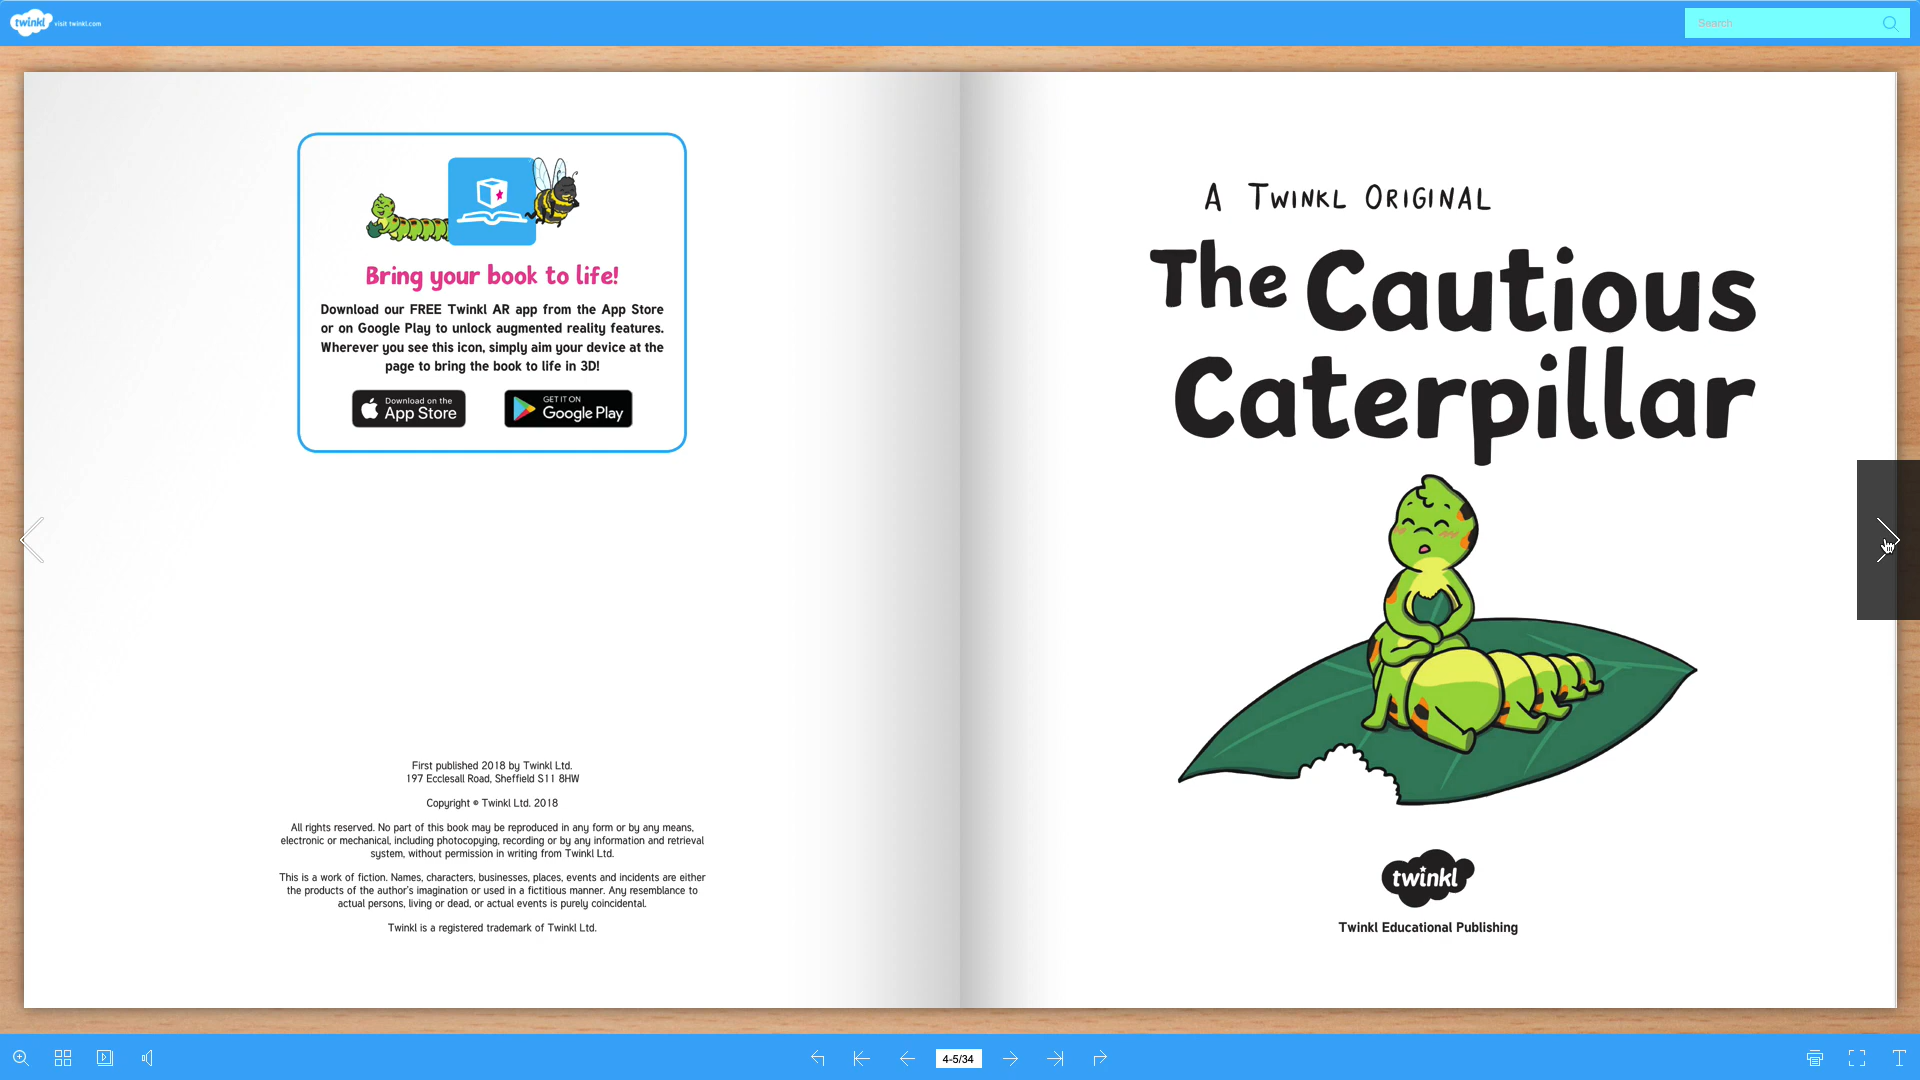 twinkl visit twinkl.com
Search
Bring your book to life!
Download our FREE Twinkl AR app from the App Store
or on Google Play to unlock augmented reality features.
Wherever you see this icon, simply aim your device at the
page to bring the book to life in 3D!
Download on the
App Store
GET IT ON
Google Play
First published 2018 by Twinkl Ltd.
197 Ecclesall Road, Sheffield S11 8HW
Copyright © Twinkl Ltd. 2018
All rights reserved. No part of this book may be reproduced in any form or by any means,
electronic or mechanical, including photocopying, recording or by any information and retrieval
system, without permission in writing from Twinkl Ltd.
This is a work of fiction. Names, characters, businesses, places, events and incidents are either
the products of the author's imagination or used in a fictitious manner. Any resemblance to
actual persons, living or dead, or actual events is purely coincidental.
Twinkl is a registered trademark of Twinkl Ltd.
A TWINKL ORIGINAL
The Cautious
Caterpillar
twinkl
Twinkl Educational Publishing
4-5/34